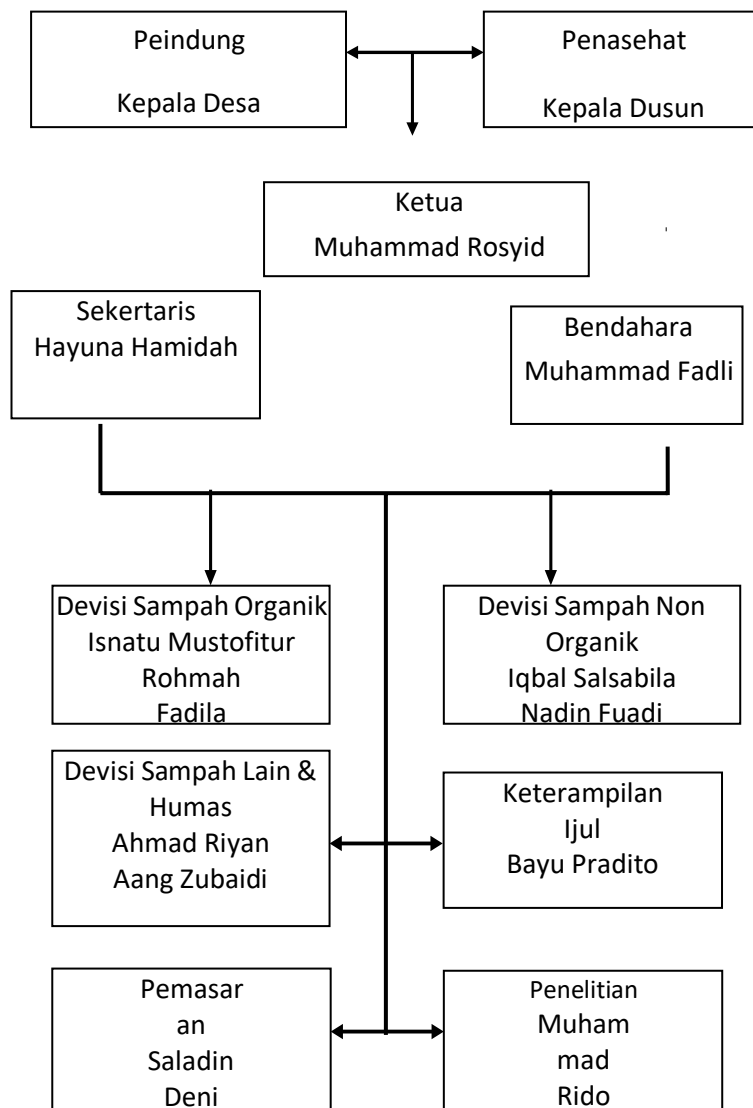 Peindung
Kepala Desa
Penasehat
Kepala Dusun
Ketua
Muhammad Rosyid
Sekertaris
Hayuna Hamidah
Bendahara
Muhammad Fadli
Devisi Sampah Organik
Isnatu Mustofitur
Rohmah
Fadila
Devisi Sampah Non
Organik
Iqbal Salsabila
Nadin Fuadi
Devisi Sampah Lain &
Humas
Ahmad Riyan
Aang Zubaidi
Keterampilan
Ijul
Bayu Pradito
Pemasar
an
Saladin
Deni
Penelitian
Muham
mad
Rido